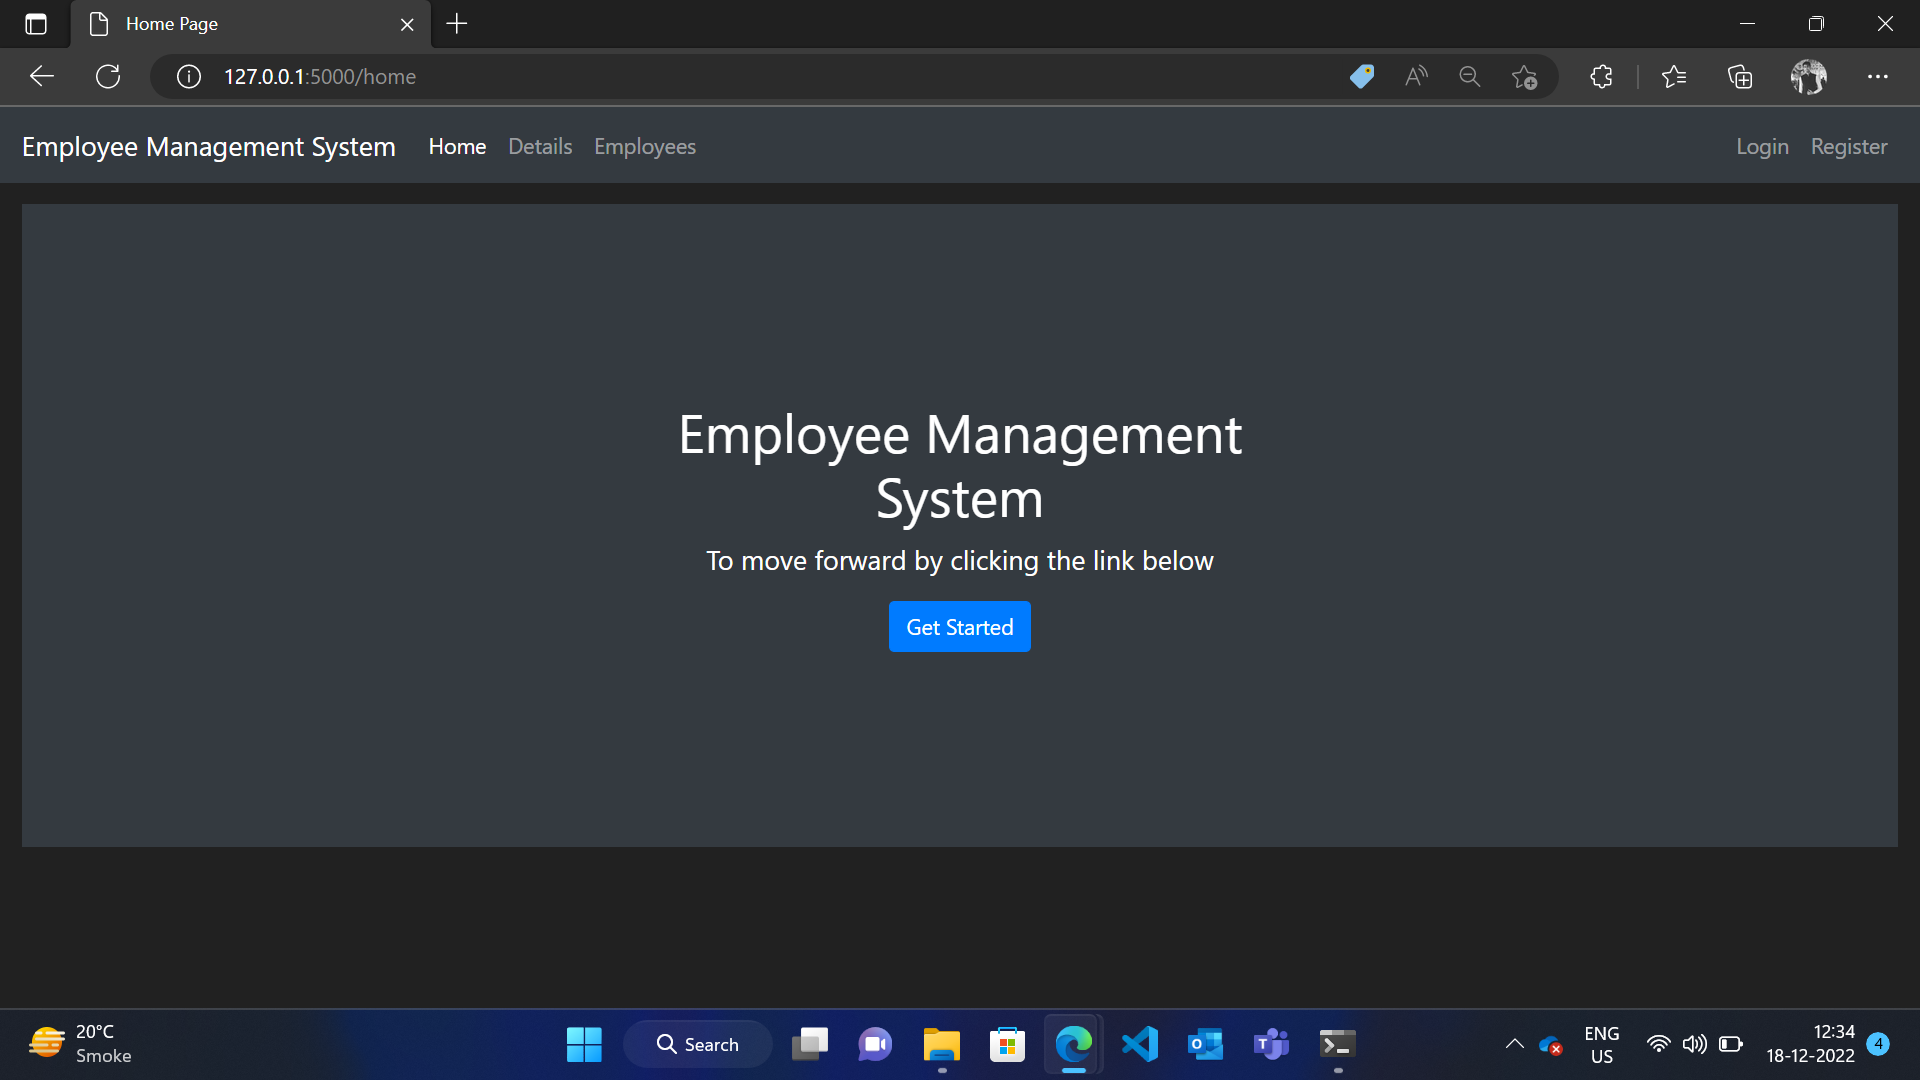 Home Page
127.0.0.1:5000/home
Employee Management System Home Details Employees Login Register
Employee Management
System
To move forward by clicking the link below
Get Started
20°C
Smoke
Search
ENG
US
12:34
18-12-2022
4